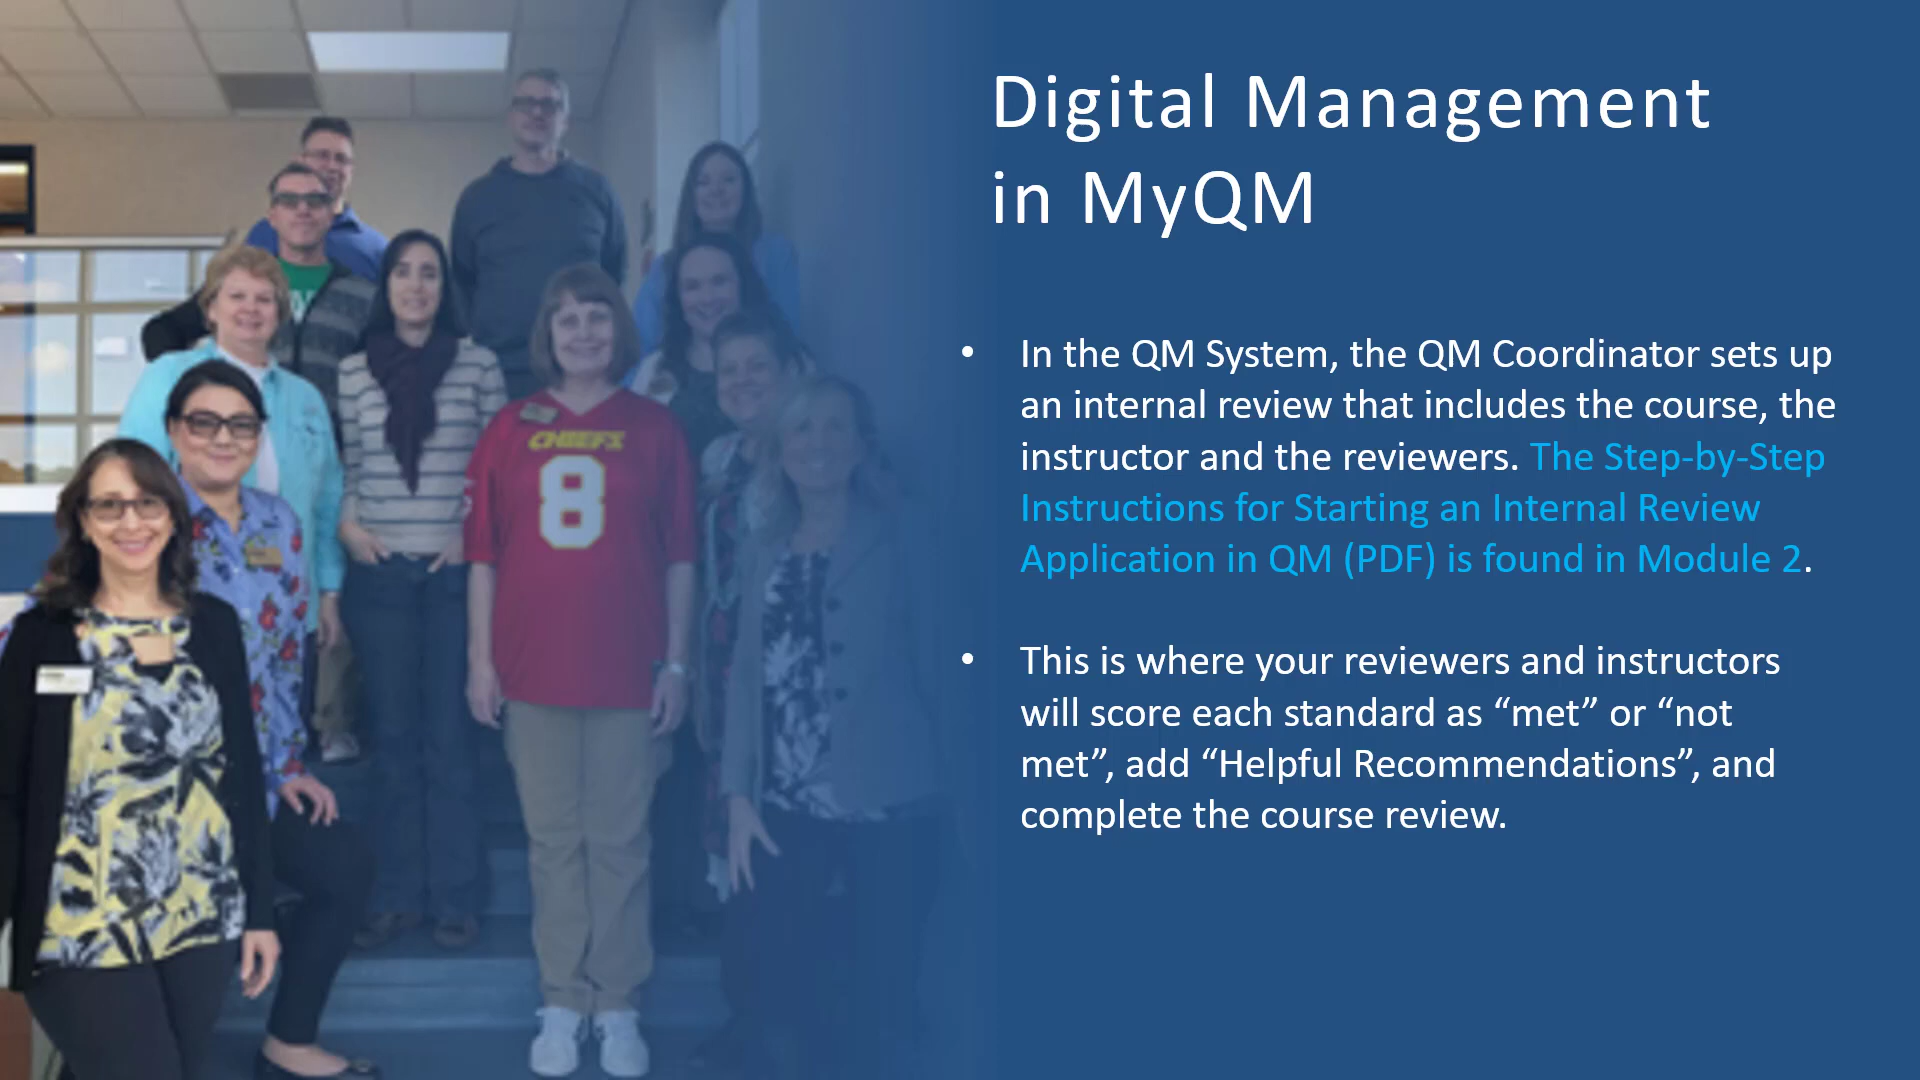 Digital Management
in MyQM
• In the QM System, the QM Coordinator sets up
an internal review that includes the course, the
instructor and the reviewers. The Step-by-Step
Instructions for Starting an Internal Review
Application in QM (PDF) is found in Module 2.
• This is where your reviewers and instructors
will score each standard as “met” or “not
met”, add “Helpful Recommendations”, and
complete the course review.
CHIEFS
8